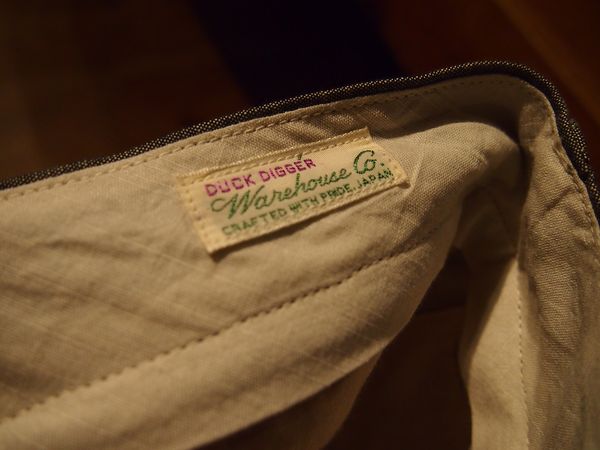 DUCK DIGGER
Warehouse Co.
CRAFTED WITH PRIDE, JAPAN